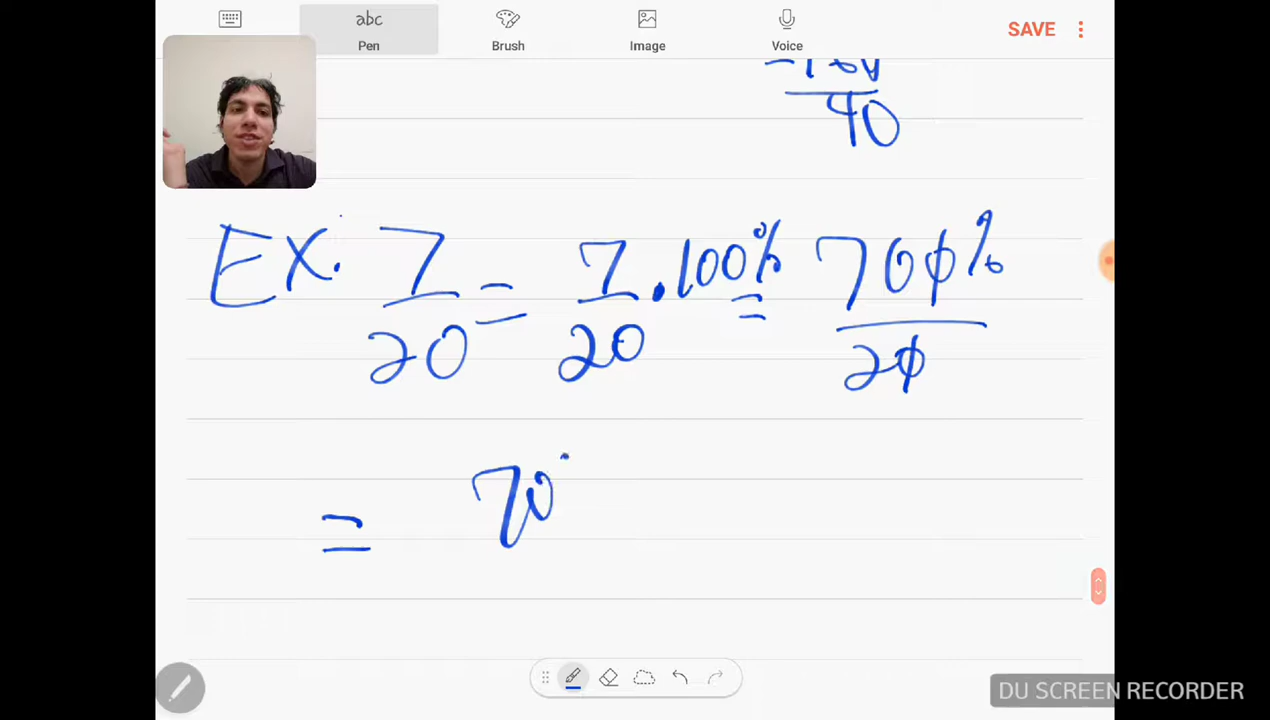 abc
Pen Brush Image Voice SAVE
40
EX: 7/20 = 7/20 . 100% = 700%/20
= 70
DU SCREEN RECORDER